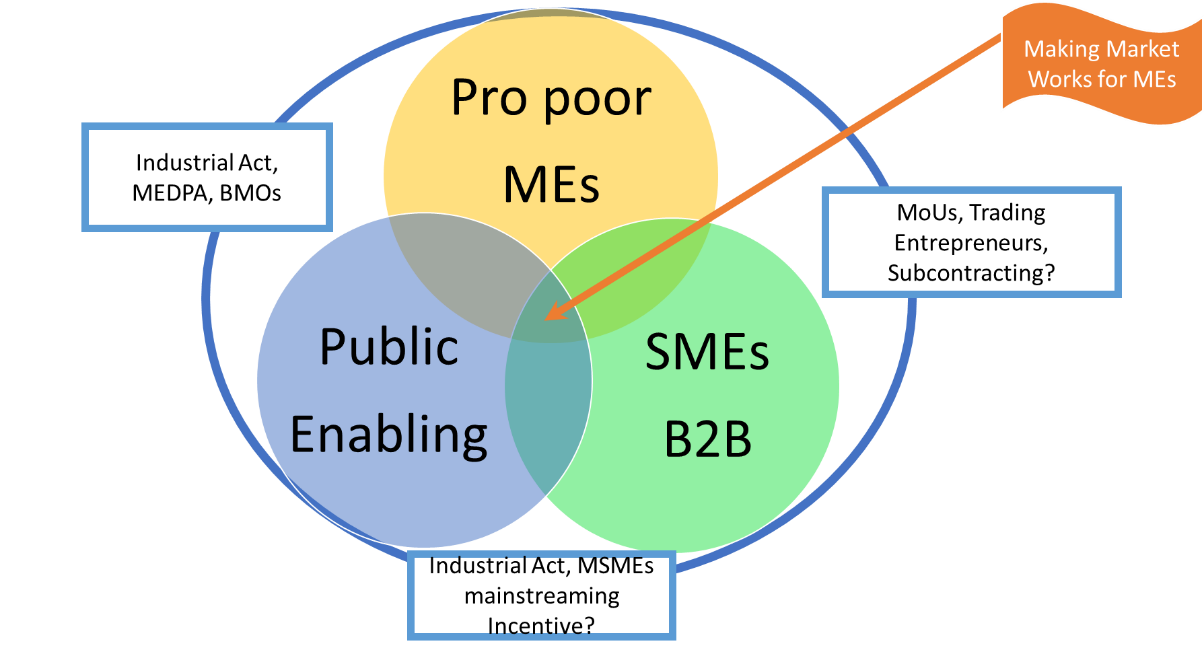 Making Market
Works for MEs
Pro poor
MEs
Industrial Act,
MEDPA, BMOs
MoUs, Trading
Entrepreneurs,
Subcontracting?
Public
Enabling
SMEs
B2B
Industrial Act, MSMEs
mainstreaming
Incentive?